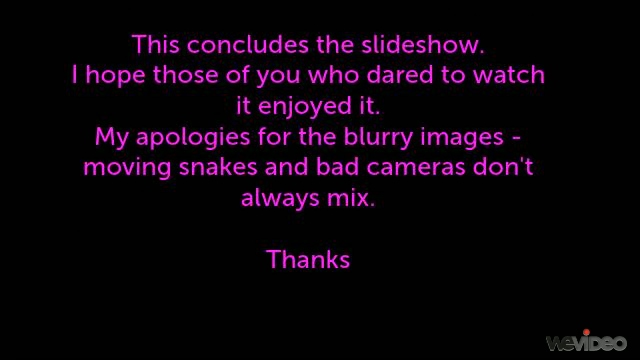 This concludes the slideshow.
I hope those of you who dared to watch
it enjoyed it.
My apologies for the blurry images -
moving snakes and bad cameras don't
always mix.
Thanks
WEVIDEO